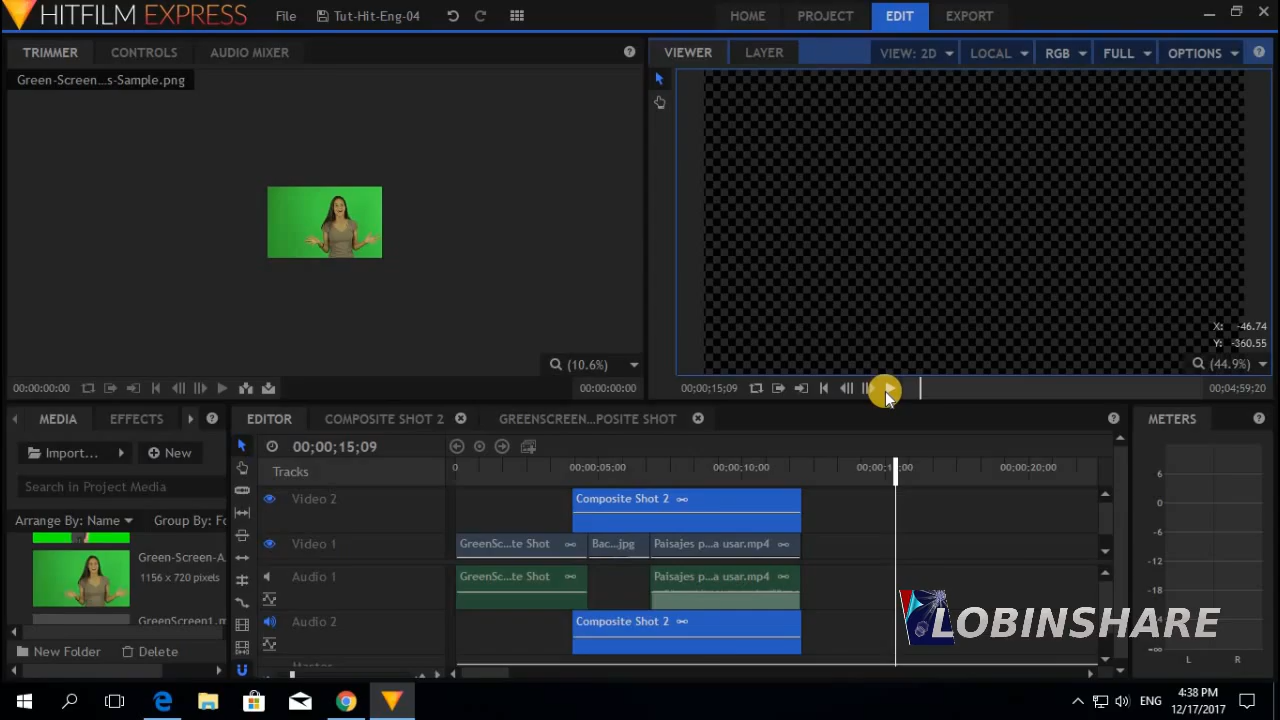 HITFILM EXPRESS File Tut-Hit-Eng-04 HOME PROJECT EDIT EXPORT
TRIMMER CONTROLS AUDIO MIXER
VIEWER LAYER VIEW: 2D LOCAL RGB FULL OPTIONS
Green-Screen...s-Sample.png
X: -46.74
Y: -360.55
(10.6%)
(44.9%)
00:00:00:00 00:00:00:00
00;00;15;09 00;04;59;20
MEDIA EFFECTS
EDITOR COMPOSITE SHOT 2 GREENSCREEN...POSITE SHOT
METERS
Import... New
00;00;15;09
Tracks
0 00;00;05;00 00;00;10;00 00;00;20;00
Search in Project Media
Arrange By: Name Group By: Fo
Green-Screen-A
1156 x 720 pixels
GreenScreen1.m
New Folder Delete
Video 2 Composite Shot 2
Video 1 GreenSc...te Shot Bac...jpg Paisajes p...a usar.mp4
Audio 1 GreenSc...te Shot Paisajes p...a usar.mp4
Audio 2 Composite Shot 2
Master
6
0
-6
-12
-18
-∞
L R
LOBINSHARE
ENG
4:38 PM
12/17/2017